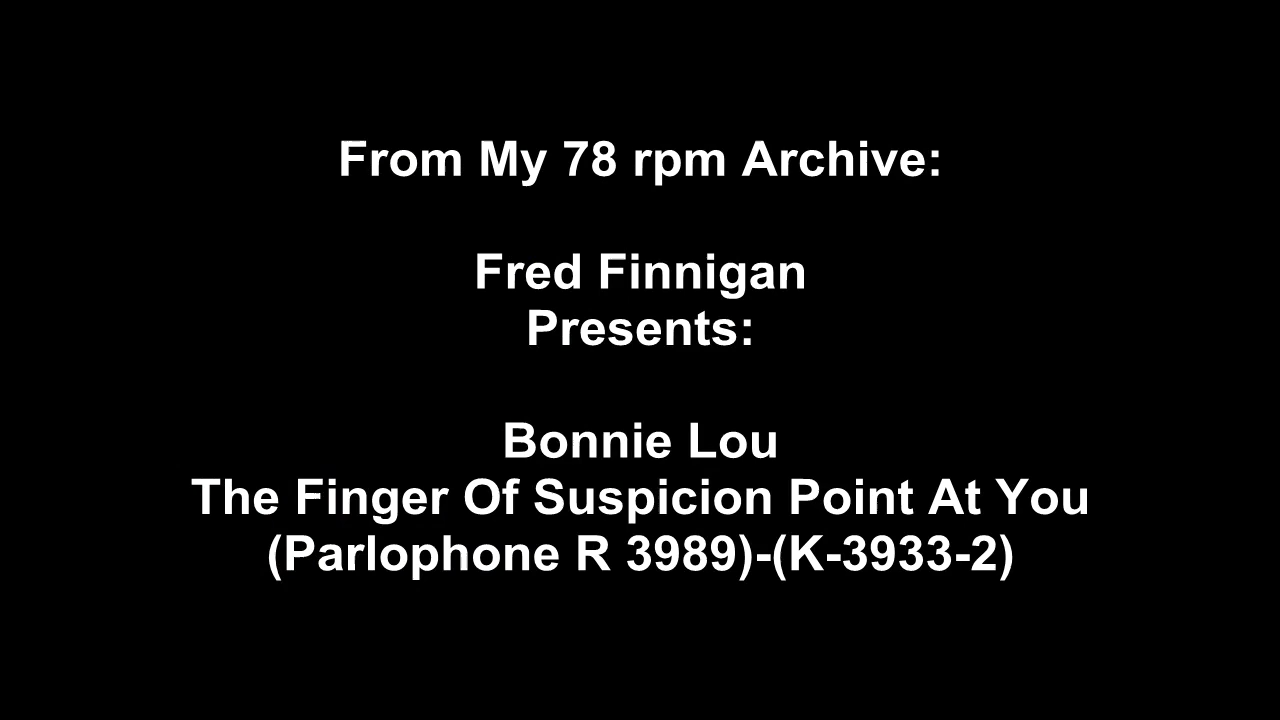 From My 78 rpm Archive:
Fred Finnigan
Presents:
Bonnie Lou
The Finger Of Suspicion Point At You
(Parlophone R 3989)-(K-3933-2)